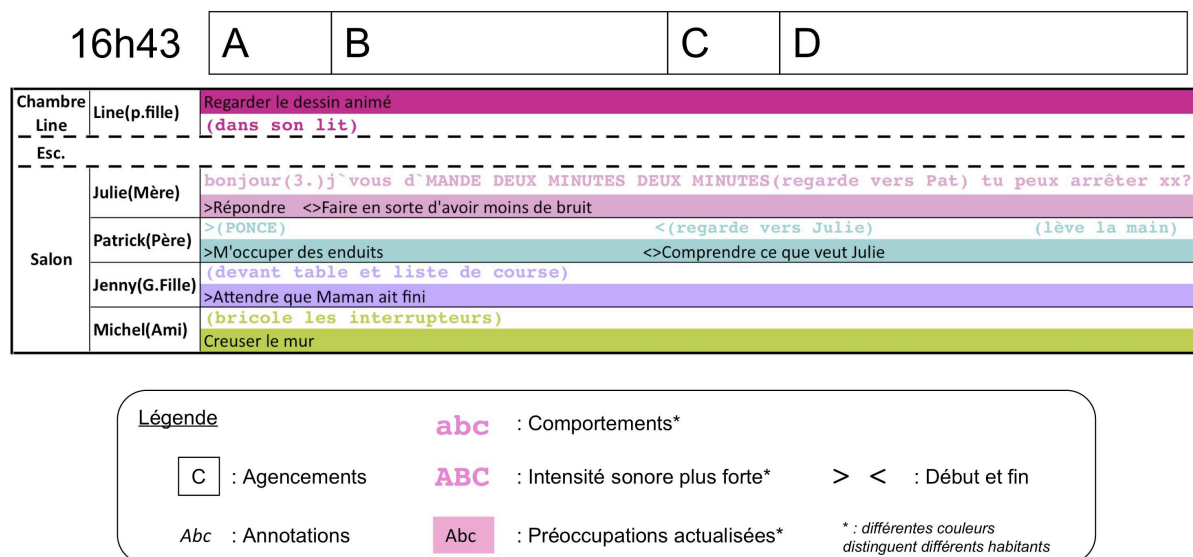 16h43 A B C D
Chambre Line Line(p.fille) Regarder le dessin animé
(dans son lit)
Esc.
Salon
Julie(Mère) bonjour(3.)j`vous d`MANDE DEUX MINUTES DEUX MINUTES(regarde vers Pat) tu peux arrêter xx?
>Répondre <>Faire en sorte d'avoir moins de bruit
Patrick(Père) >(PONCE) <(regarde vers Julie) (lève la main)
>M'occuper des enduits <>Comprendre ce que veut Julie
Jenny(G.Fille) (devant table et liste de course)
>Attendre que Maman ait fini
Michel(Ami) (bricole les interrupteurs)
Creuser le mur
Légende
abc : Comportements*
C : Agencements ABC : Intensité sonore plus forte* > < : Début et fin
Abc : Annotations Abc : Préoccupations actualisées* * : différentes couleurs
distinguent différents habitants